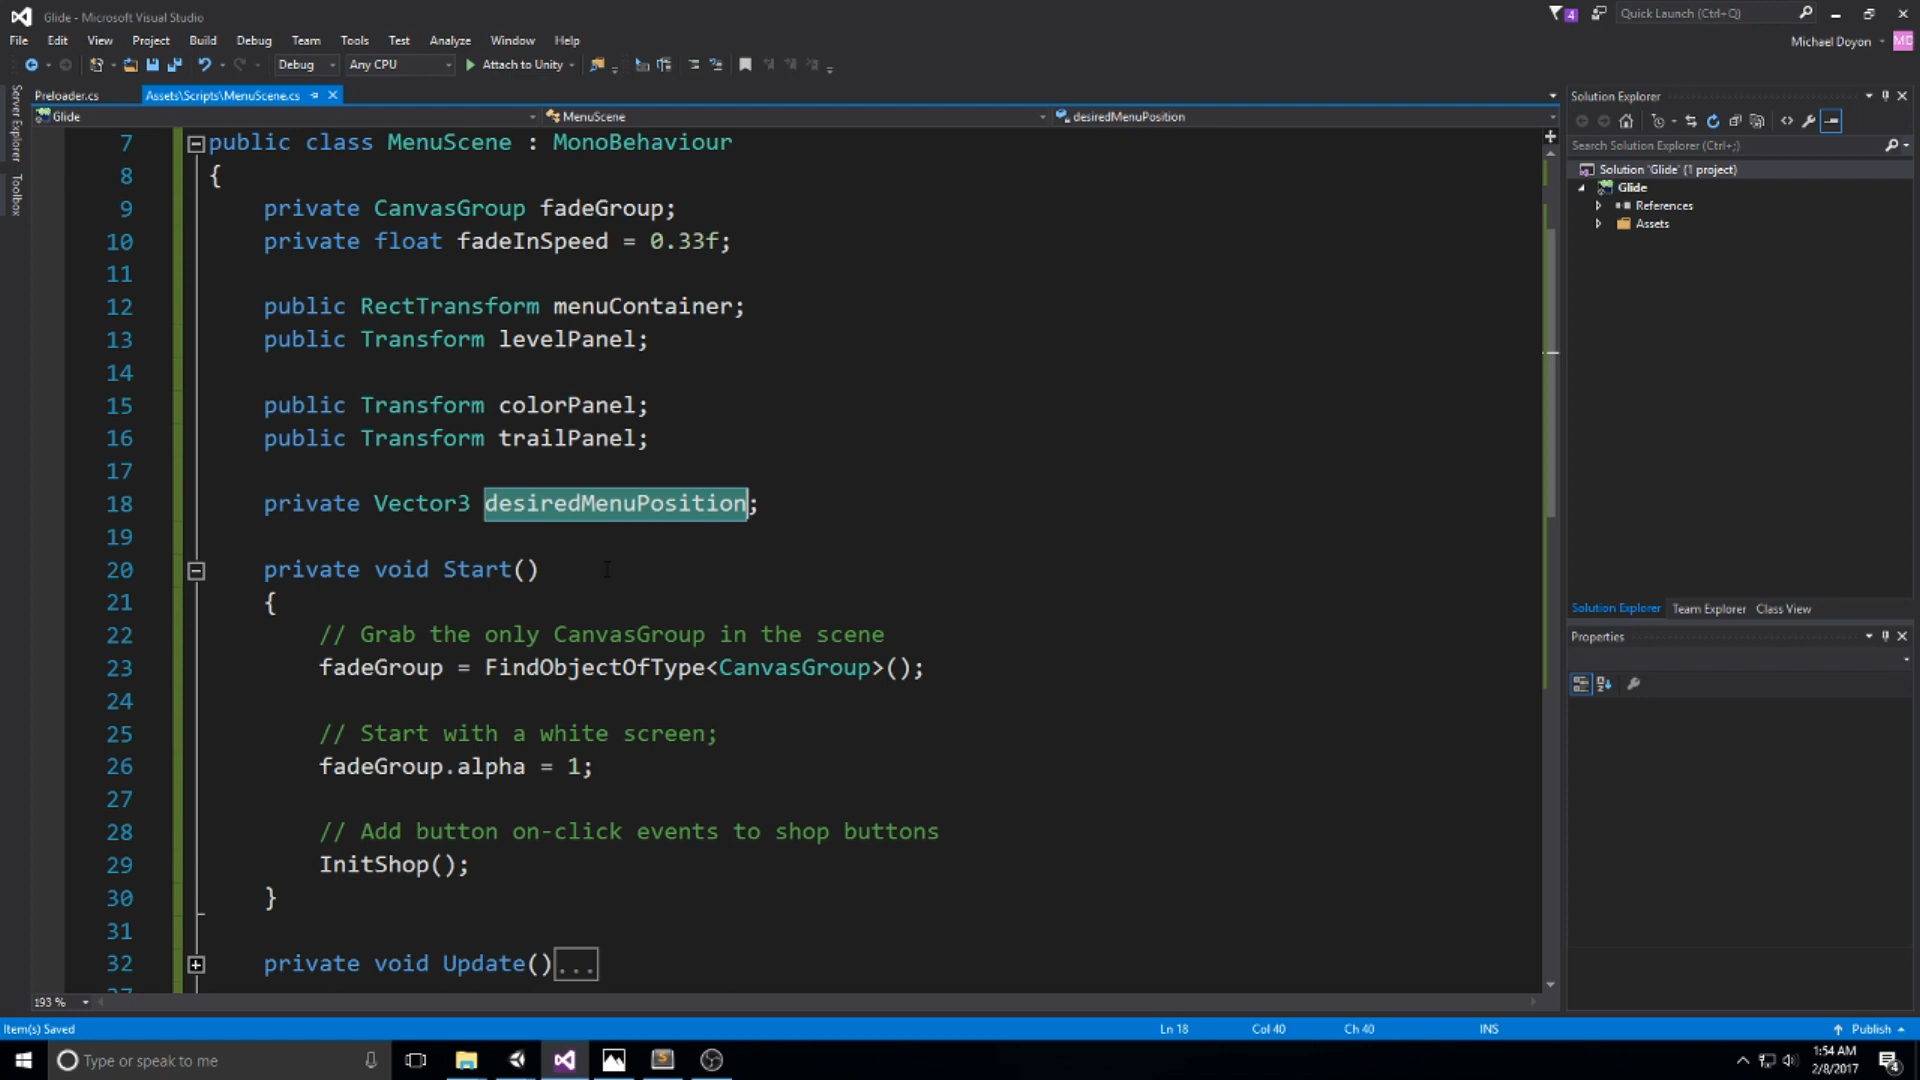 Glide - Microsoft Visual Studio
4
Quick Launch (Ctrl+Q)
File Edit View Project Build Debug Team Tools Test Analyze Window Help
Michael Doyon
MD
Debug Any CPU Attach to Unity
Server Explorer
Toolbox
Preloader.cs Assets\Scripts\MenuScene.cs
Glide MenuScene desiredMenuPosition
7 public class MenuScene : MonoBehaviour
8 {
9 private CanvasGroup fadeGroup;
10 private float fadeInSpeed = 0.33f;
11
12 public RectTransform menuContainer;
13 public Transform levelPanel;
14
15 public Transform colorPanel;
16 public Transform trailPanel;
17
18 private Vector3 desiredMenuPosition;
19
20 private void Start()
21 {
22 // Grab the only CanvasGroup in the scene
23 fadeGroup = FindObjectOfType<CanvasGroup>();
24
25 // Start with a white screen;
26 fadeGroup.alpha = 1;
27
28 // Add button on-click events to shop buttons
29 InitShop();
30 }
31
32 private void Update()...
193 %
Solution Explorer
Search Solution Explorer (Ctrl+;)
Solution 'Glide' (1 project)
Glide
References
Assets
Solution Explorer Team Explorer Class View
Properties
Item(s) Saved Ln 18 Col 40 Ch 40 INS Publish
Type or speak to me
1:54 AM
2/8/2017
4